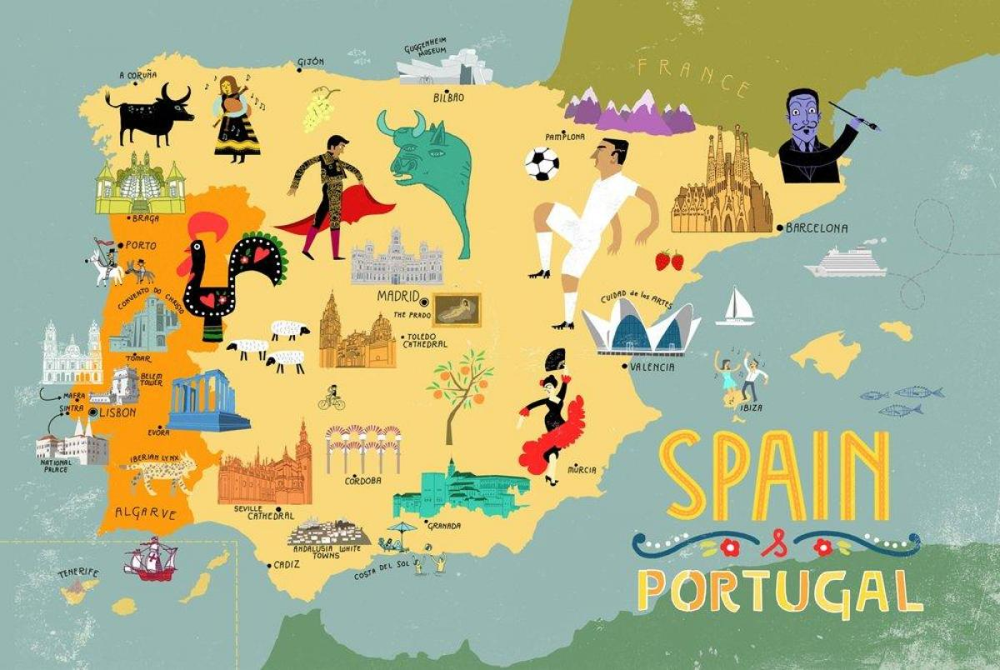 GUGGENHEIM
MUSEUM
GIJÓN
A CORUÑA
BILBAO
FRANCE
PAMPLONA
BRAGA
BARCELONA
PORTO
CONVENTO DO CHRISTO
MADRID
THE PRADO
CUIDAD de las ARTES
TOLEDO
CATHEDRAL
TOMAR
VALENCIA
BELEM
TOWER
MAFRA
SINTRA
LISBON
IBIZA
EVORA
NATIONAL
PALACE
IBERIAN LYNX
CORDOBA
MÚRCIA
ALGARVE
SEVILLE
CATHEDRAL
GRANADA
ANDALUSIA WHITE
TOWNS
CADIZ
COSTA DEL SOL
TENERIFE
SPAIN
&
PORTUGAL